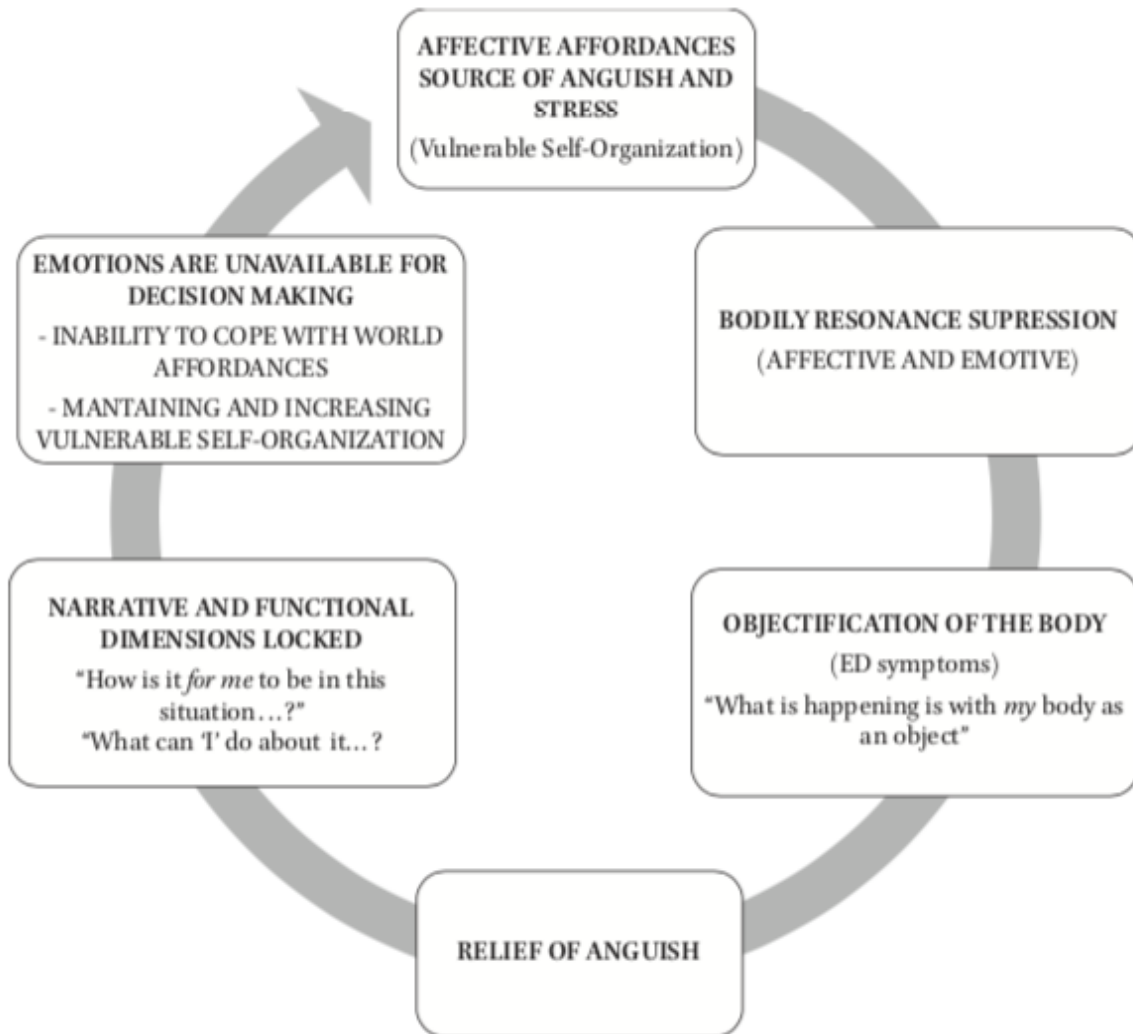 AFFECTIVE AFFORDANCES
SOURCE OF ANGUISH AND
STRESS
(Vulnerable Self-Organization)
BODILY RESONANCE SUPRESSION
(AFFECTIVE AND EMOTIVE)
OBJECTIFICATION OF THE BODY
(ED symptoms)
“What is happening is with my body as
an object”
RELIEF OF ANGUISH
NARRATIVE AND FUNCTIONAL
DIMENSIONS LOCKED
“How is it for me to be in this
situation…?”
“What can ‘I’ do about it…?
EMOTIONS ARE UNAVAILABLE FOR
DECISION MAKING
- INABILITY TO COPE WITH WORLD
AFFORDANCES
- MANTAINING AND INCREASING
VULNERABLE SELF-ORGANIZATION